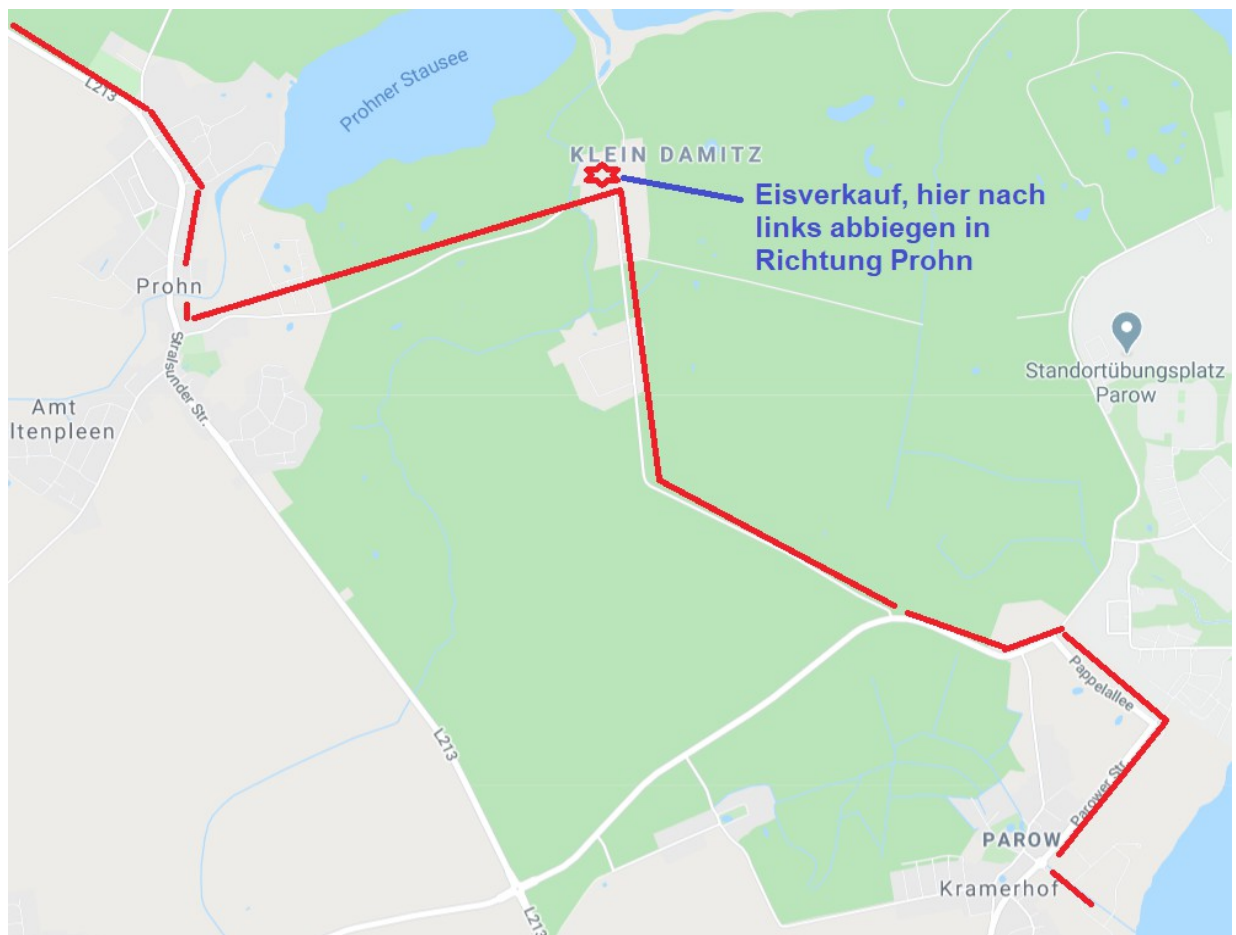 L213
Prohner Stausee
KLEIN DAMITZ
Eisverkauf, hier nach
links abbiegen in
Richtung Prohn
Prohn
Stralsunder Str.
Standortübungsplatz
Parow
Amt
ltenpleen
L213
Pappelallee
Parower Str.
PAROW
Kramerhof
L213